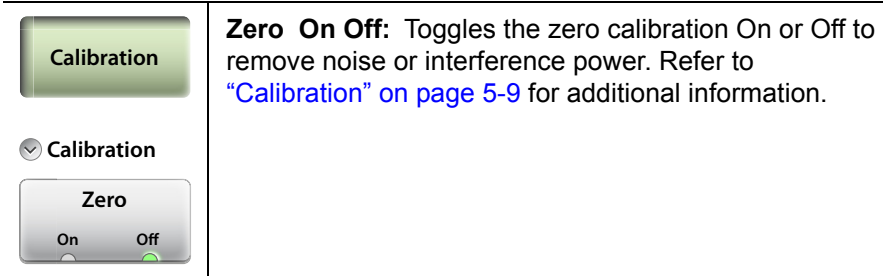 Calibration
Calibration
Zero
On Off
Zero On Off: Toggles the zero calibration On or Off to
remove noise or interference power. Refer to
“Calibration” on page 5-9 for additional information.